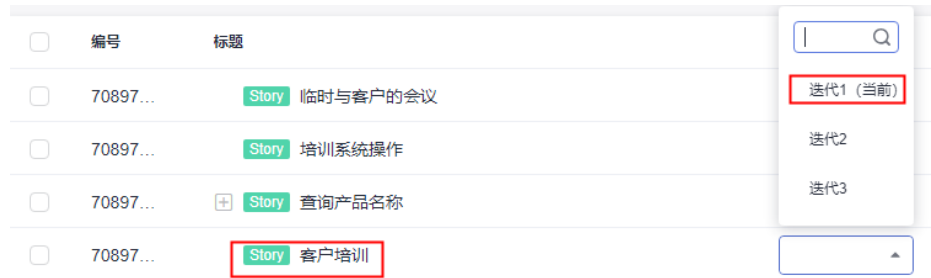 编号 标题
Story 临时与客户的会议
70897...
迭代1（当前）
70897... Story 培训系统操作
迭代2
70897... Story 查询产品名称
迭代3
70897... Story 客户培训